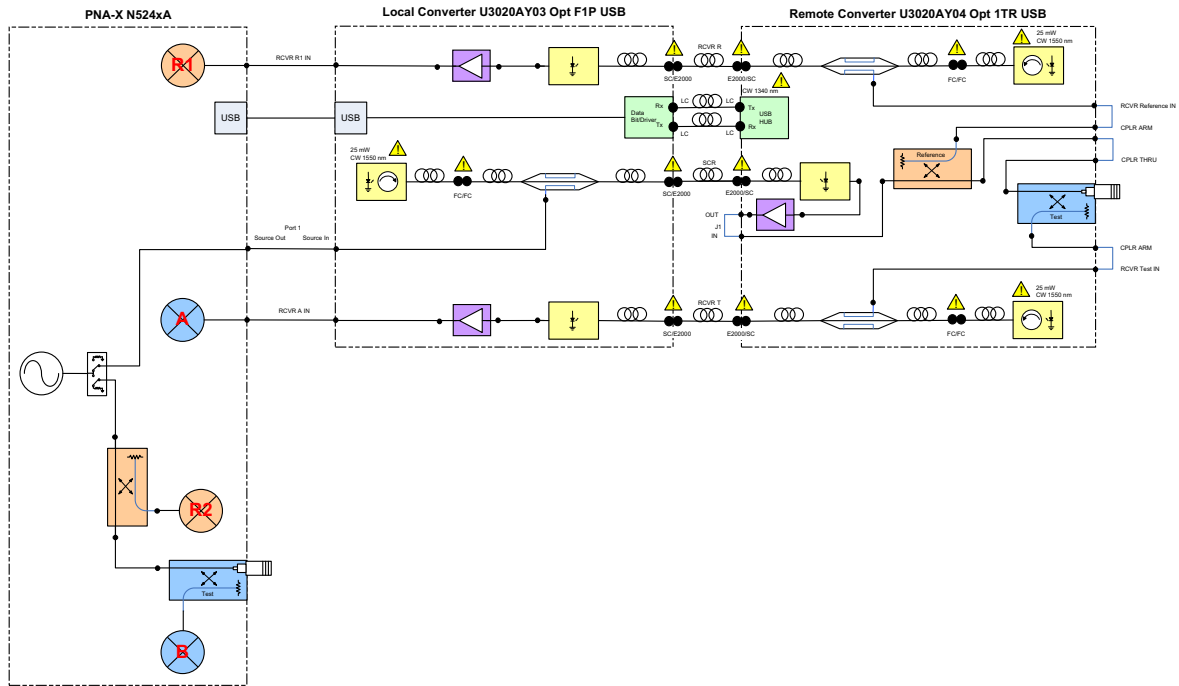 PNA-X N524xA
Local Converter U3020AY03 Opt F1P USB
Remote Converter U3020AY04 Opt 1TR USB
R1
RCVR R1 IN
SC/E2000
RCVR R
E2000/SC
FC/FC
25 mW
CW 1550 nm
USB
USB
Data
Bit/Driver
Rx
Tx
LC
LC
LC
LC
CW 1340 nm
Tx
USB
HUB
Rx
RCVR Reference IN
CPLR ARM
CPLR THRU
25 mW
CW 1550 nm
FC/FC
SC/E2000
SCR
E2000/SC
Reference
Test
OUT
J1
IN
Port 1
Source Out
Source In
CPLR ARM
RCVR Test IN
A
RCVR A IN
SC/E2000
RCVR T
E2000/SC
FC/FC
25 mW
CW 1550 nm
R2
Test
B